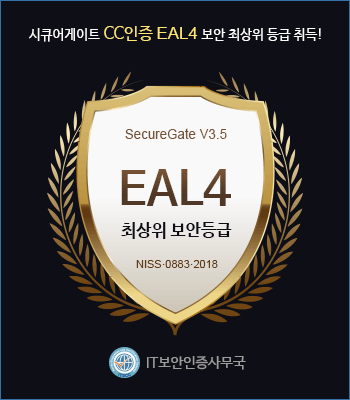 시큐어게이트 CC인증 EAL4 보안 최상위 등급 취득!
SecureGate V3.5
EAL4
최상위 보안등급
NISS-0883-2018
IT보안인증사무국